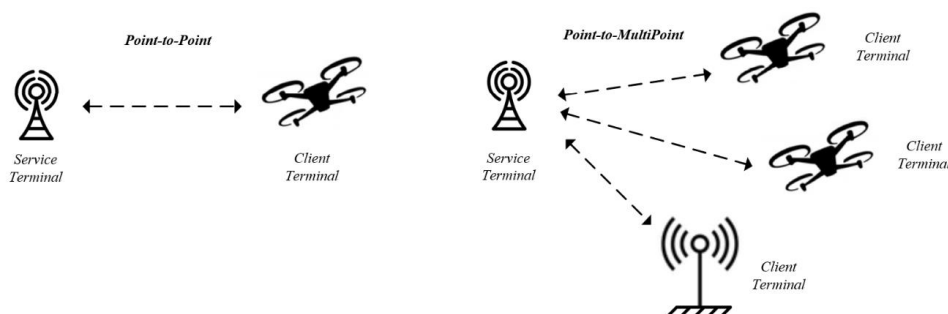 Point-to-Point
Service
Terminal
Client
Terminal
Point-to-MultiPoint
Service
Terminal
Client
Terminal
Client
Terminal
Client
Terminal